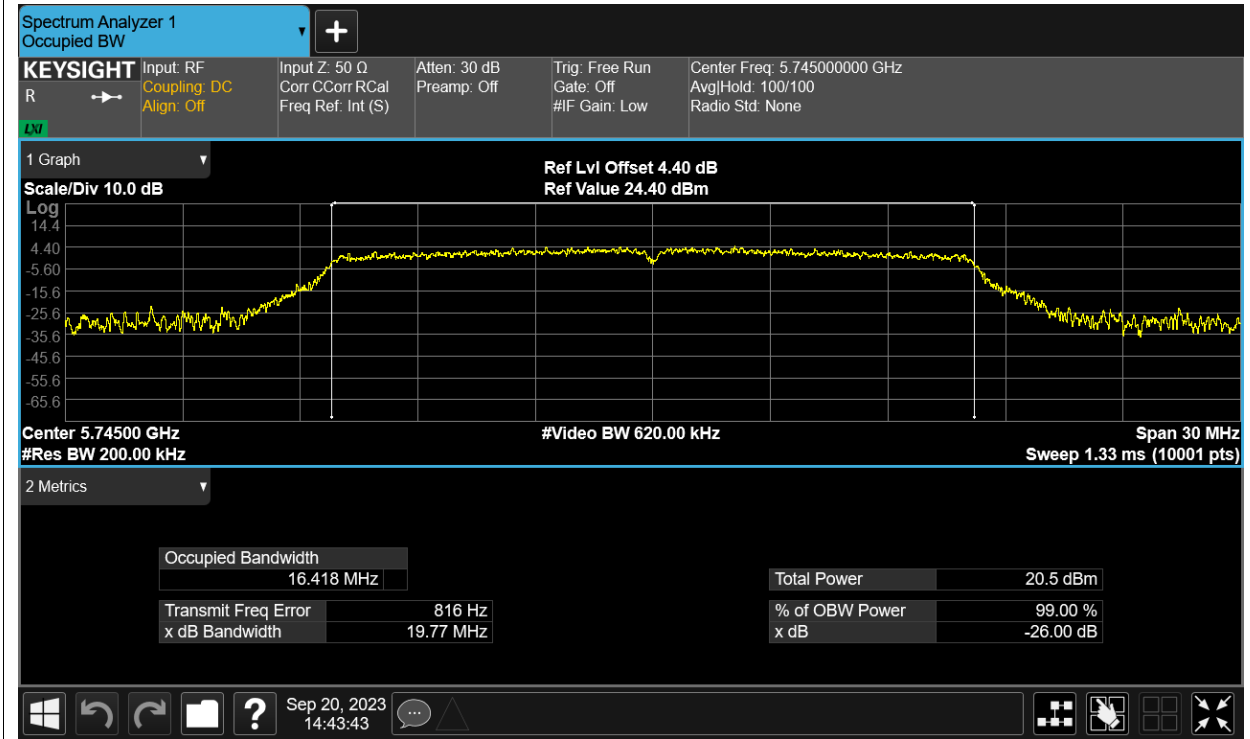 Spectrum Analyzer 1
Occupied BW
KEYSIGHT
R
LXI
Input: RF
Coupling: DC
Align: Off
Input Z: 50 Ω
Corr CCorr RCal
Freq Ref: Int (S)
Atten: 30 dB
Preamp: Off
Trig: Free Run
Gate: Off
#IF Gain: Low
Center Freq: 5.745000000 GHz
Avg|Hold: 100/100
Radio Std: None
1 Graph
Ref Lvl Offset 4.40 dB
Scale/Div 10.0 dB Ref Value 24.40 dBm
Log
14.4
4.40
-5.60
-15.6
-25.6
-35.6
-45.6
-55.6
-65.6
Center 5.74500 GHz #Video BW 620.00 kHz Span 30 MHz
#Res BW 200.00 kHz Sweep 1.33 ms (10001 pts)
2 Metrics
Occupied Bandwidth
16.418 MHz
Total Power 20.5 dBm
Transmit Freq Error 816 Hz
% of OBW Power 99.00 %
x dB Bandwidth 19.77 MHz
x dB -26.00 dB
?
Sep 20, 2023
14:43:43